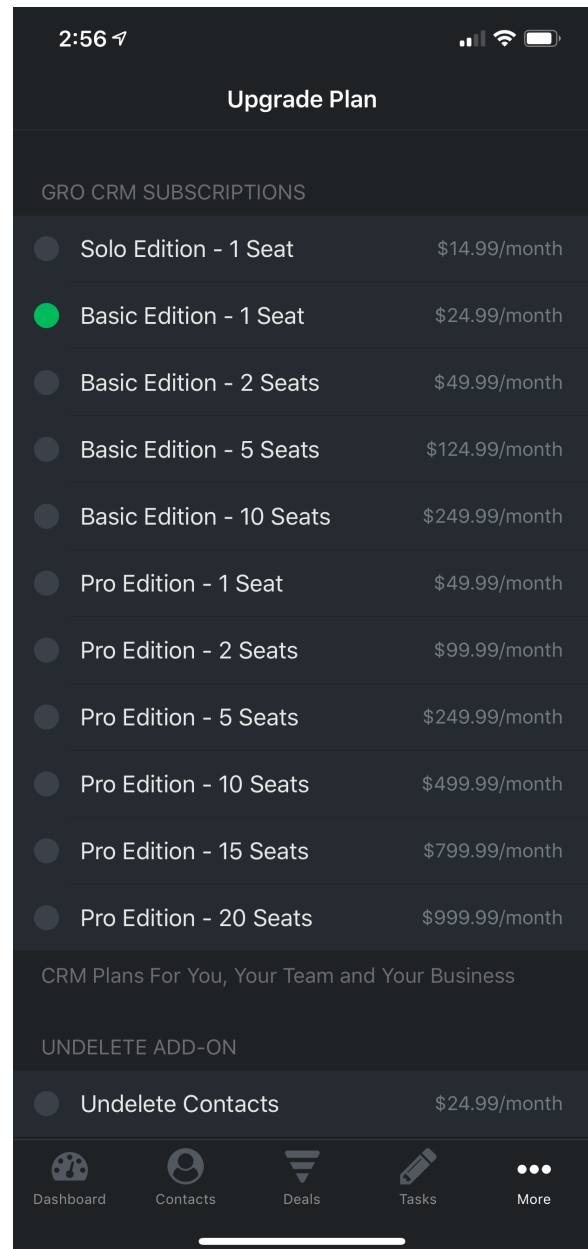 2:56
Upgrade Plan
GRO CRM SUBSCRIPTIONS
Solo Edition - 1 Seat $14.99/month
Basic Edition - 1 Seat $24.99/month
Basic Edition - 2 Seats $49.99/month
Basic Edition - 5 Seats $124.99/month
Basic Edition - 10 Seats $249.99/month
Pro Edition - 1 Seat $49.99/month
Pro Edition - 2 Seats $99.99/month
Pro Edition - 5 Seats $249.99/month
Pro Edition - 10 Seats $499.99/month
Pro Edition - 15 Seats $799.99/month
Pro Edition - 20 Seats $999.99/month
CRM Plans For You, Your Team and Your Business
UNDELETE ADD-ON
Undelete Contacts $24.99/month
Dashboard Contacts Deals Tasks More